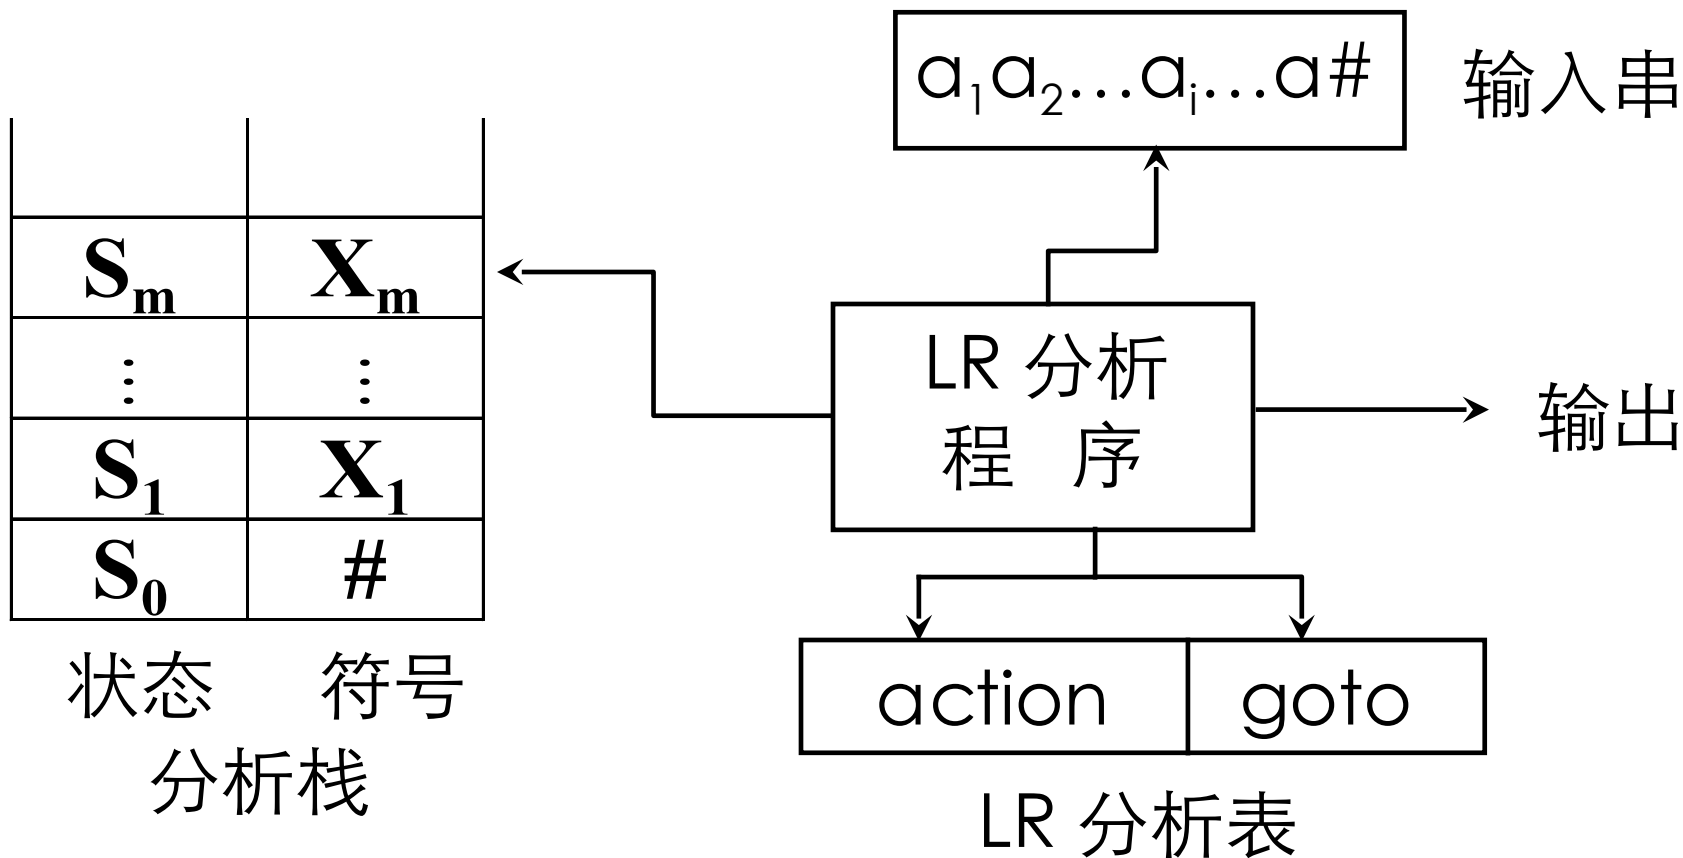 a₁a₂...aᵢ...a# 输入串
Sₘ Xₘ
⋮ ⋮
S₁ X₁
S₀ #
状态 符号
分析栈
LR 分析
程 序
输出
action goto
LR 分析表